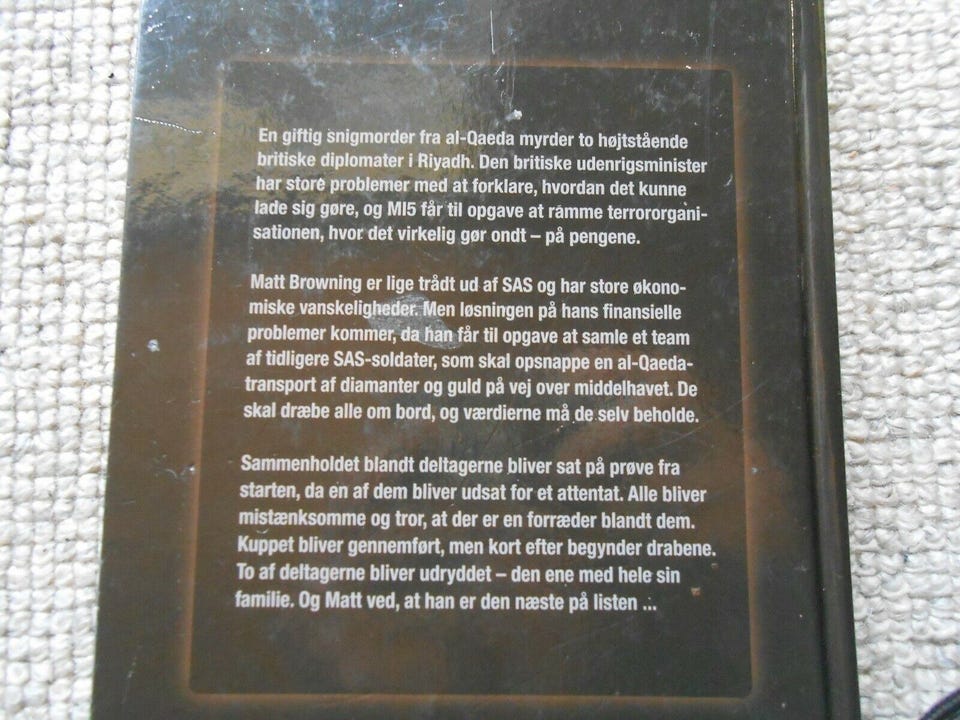 En giftig snigmorder fra al-Qaeda myrder to højtstående
britiske diplomater i Riyadh. Den britiske udenrigsminister
har store problemer med at forklare, hvordan det kunne
lade sig gøre, og MI5 får til opgave at ramme terrororgani-
sationen, hvor det virkelig gør ondt – på pengene.
Matt Browning er lige trådt ud af SAS og har store økono-
miske vanskeligheder. Men løsningen på hans finansielle
problemer kommer, da han får til opgave at samle et team
af tidligere SAS-soldater, som skal opsnappe en al-Qaeda-
transport af diamanter og guld på vej over middelhavet. De
skal dræbe alle om bord, og værdierne må de selv beholde.
Sammenholdet blandt deltagerne bliver sat på prøve fra
starten, da en af dem bliver udsat for et attentat. Alle bliver
mistænksomme og tror, at der er en forræder blandt dem.
Kuppet bliver gennemført, men kort efter begynder drabene.
To af deltagerne bliver udryddet – den ene med hele sin
familie. Og Matt ved, at han er den næste på listen ...